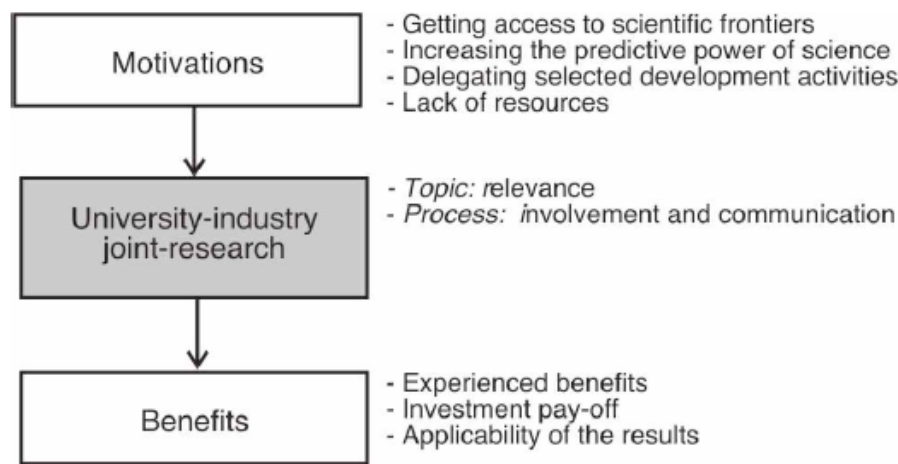 Motivations
- Getting access to scientific frontiers
- Increasing the predictive power of science
- Delegating selected development activities
- Lack of resources
University-industry
joint-research
- Topic: relevance
- Process: involvement and communication
Benefits
- Experienced benefits
- Investment pay-off
- Applicability of the results